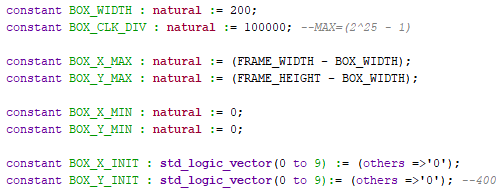 constant BOX_WIDTH : natural := 200;
constant BOX_CLK_DIV : natural := 100000; --MAX=(2^25 - 1)
constant BOX_X_MAX : natural := (FRAME_WIDTH - BOX_WIDTH);
constant BOX_Y_MAX : natural := (FRAME_HEIGHT - BOX_WIDTH);
constant BOX_X_MIN : natural := 0;
constant BOX_Y_MIN : natural := 0;
constant BOX_X_INIT : std_logic_vector(0 to 9) := (others =>'0');
constant BOX_Y_INIT : std_logic_vector(0 to 9):= (others =>'0'); --400